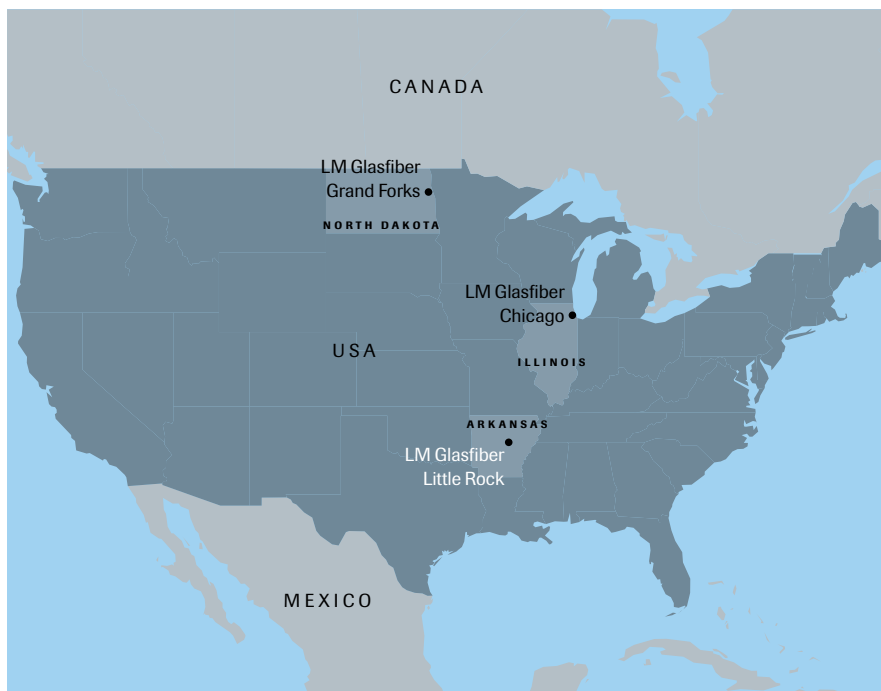 CANADA
LM Glasfiber
Grand Forks
NORTH DAKOTA
LM Glasfiber
Chicago
USA
ILLINOIS
ARKANSAS
LM Glasfiber
Little Rock
MEXICO